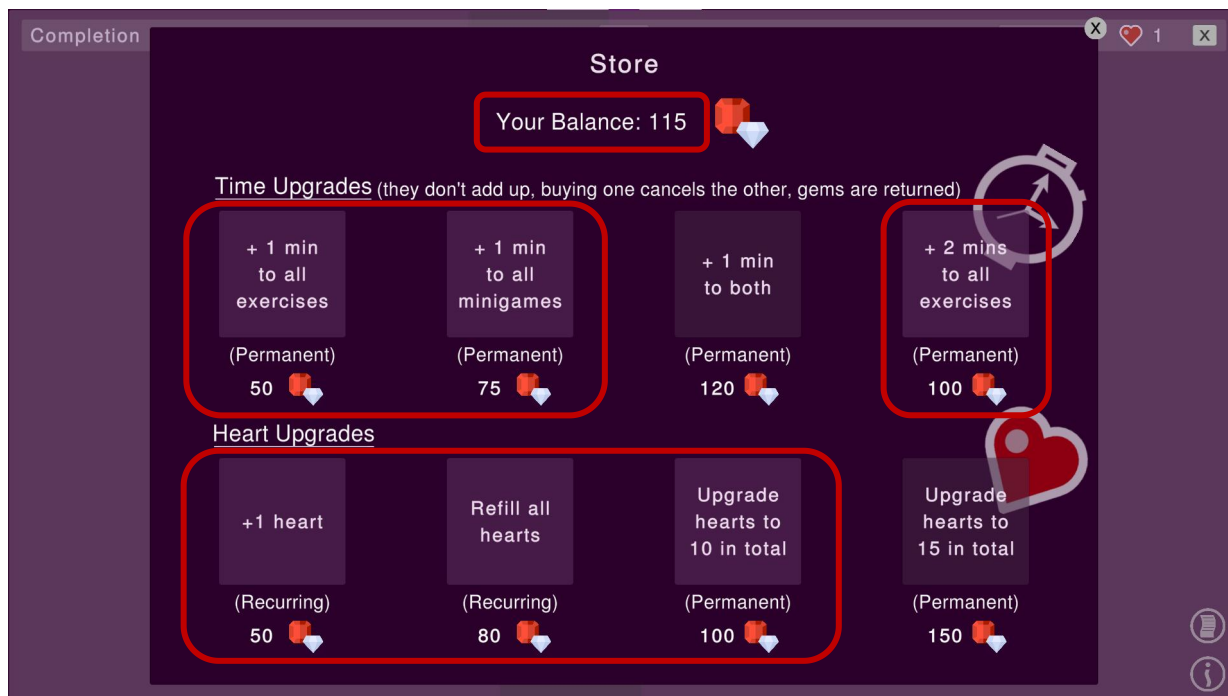 Completion
X
1
X
Store
Your Balance: 115
Time Upgrades (they don't add up, buying one cancels the other, gems are returned)
+ 1 min
to all
exercises
(Permanent)
50
+ 1 min
to all
minigames
(Permanent)
75
+ 1 min
to both
(Permanent)
120
+ 2 mins
to all
exercises
(Permanent)
100
Heart Upgrades
+1 heart
(Recurring)
50
Refill all
hearts
(Recurring)
80
Upgrade
hearts to
10 in total
(Permanent)
100
Upgrade
hearts to
15 in total
(Permanent)
150
i